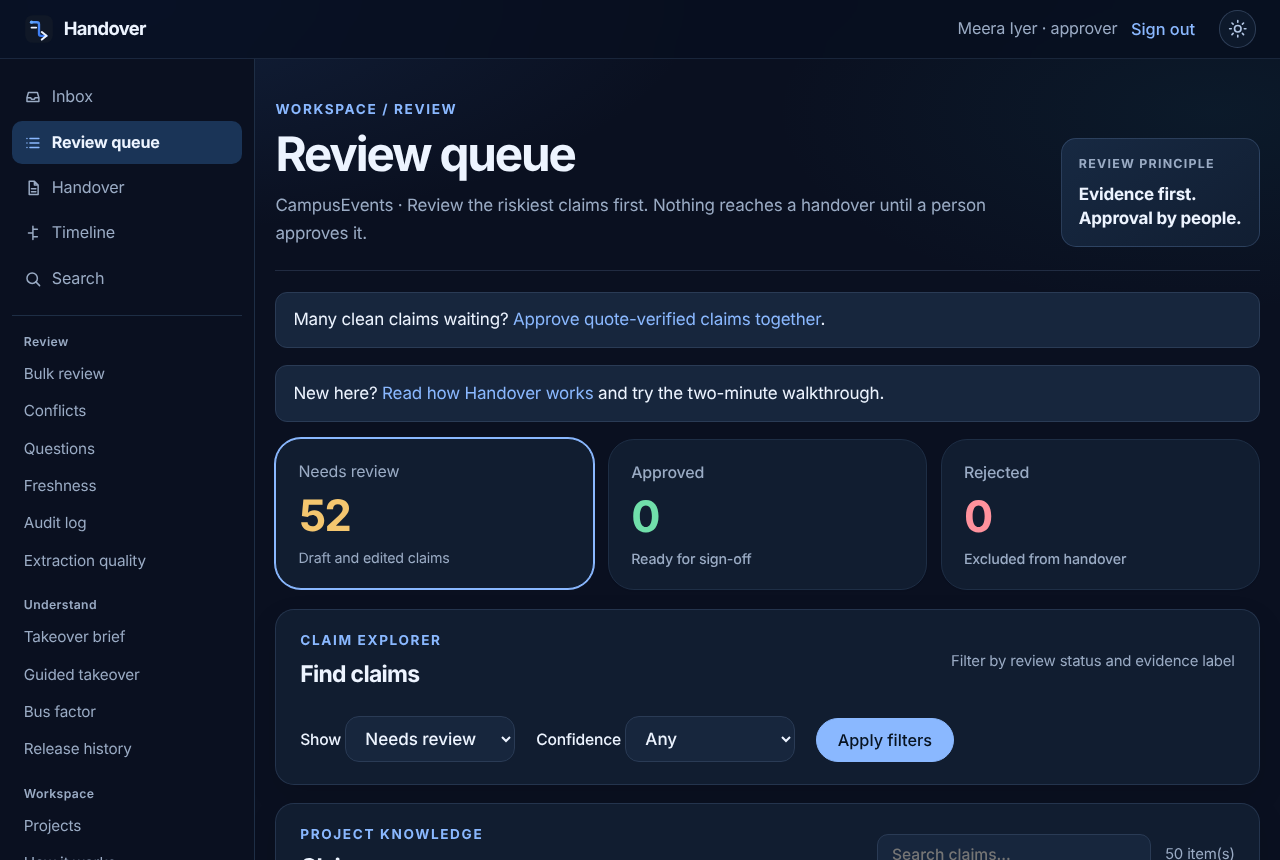 Handover
Meera Iyer · approver
Sign out
Inbox
Review queue
Handover
Timeline
Search
Review
Bulk review
Conflicts
Questions
Freshness
Audit log
Extraction quality
Understand
Takeover brief
Guided takeover
Bus factor
Release history
Workspace
Projects
WORKSPACE / REVIEW
Review queue
CampusEvents · Review the riskiest claims first. Nothing reaches a handover until a person
approves it.
REVIEW PRINCIPLE
Evidence first.
Approval by people.
Many clean claims waiting? Approve quote-verified claims together.
New here? Read how Handover works and try the two-minute walkthrough.
Needs review
52
Draft and edited claims
Approved
0
Ready for sign-off
Rejected
0
Excluded from handover
CLAIM EXPLORER
Find claims
Filter by review status and evidence label
Show Needs review Confidence Any Apply filters
PROJECT KNOWLEDGE
Search claims...
50 item(s)